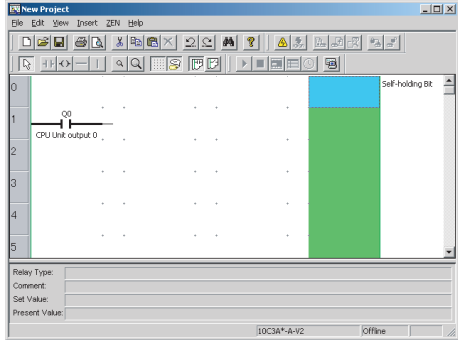 New Project
File Edit View Insert ZEN Help
0
Self-holding Bit
1
Q0
CPU Unit output 0
2
3
4
5
Relay Type:
Comment:
Set Value:
Present Value:
10C3A*-A-V2
Offline